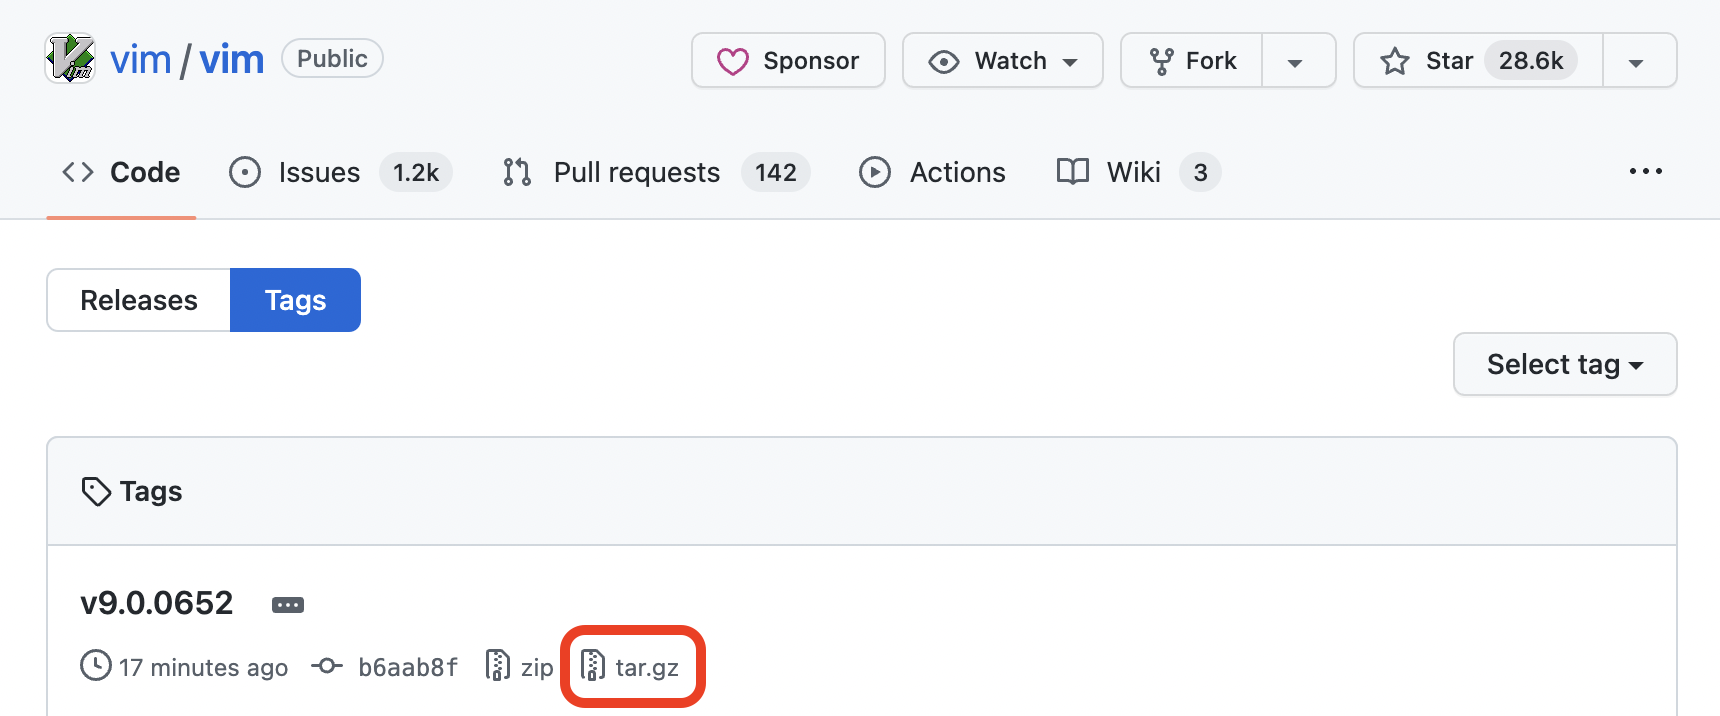 vim / vim Public Sponsor Watch Fork Star 28.6k
Code Issues 1.2k Pull requests 142 Actions Wiki 3
Releases Tags
Select tag
Tags
v9.0.0652
17 minutes ago b6aab8f zip tar.gz